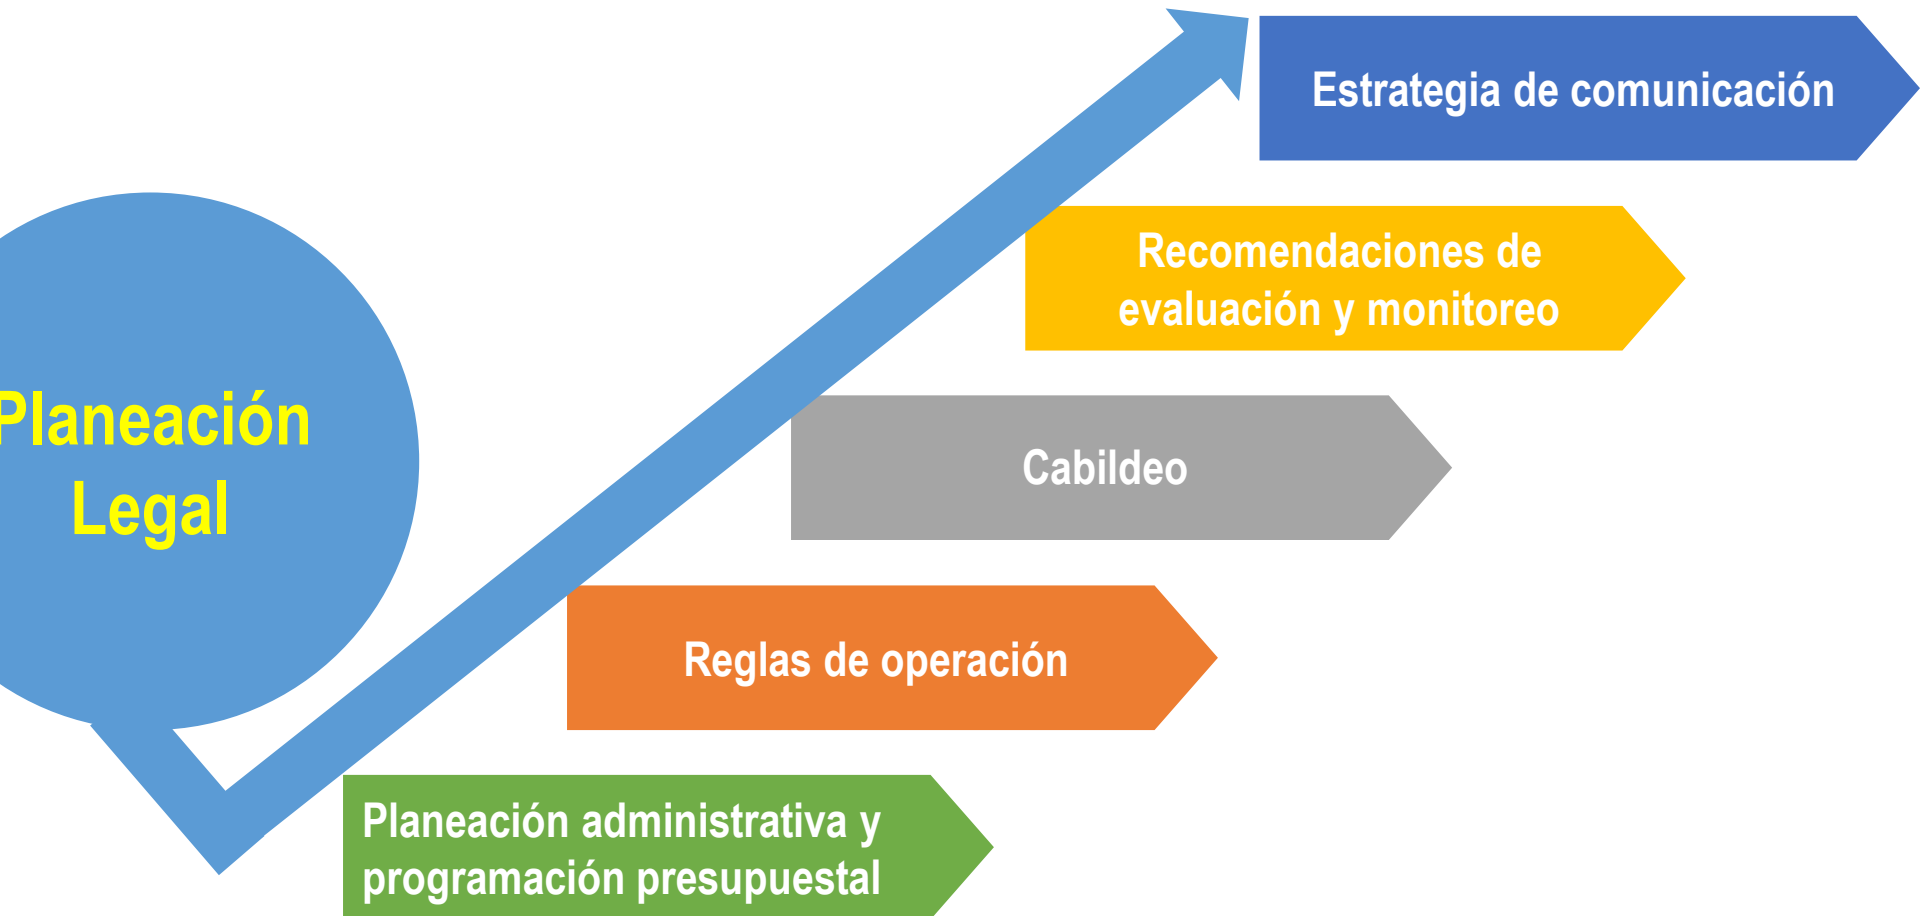 Estrategia de comunicación
Recomendaciones de
evaluación y monitoreo
Planeación
Legal
Cabildeo
Reglas de operación
Planeación administrativa y
programación presupuestal